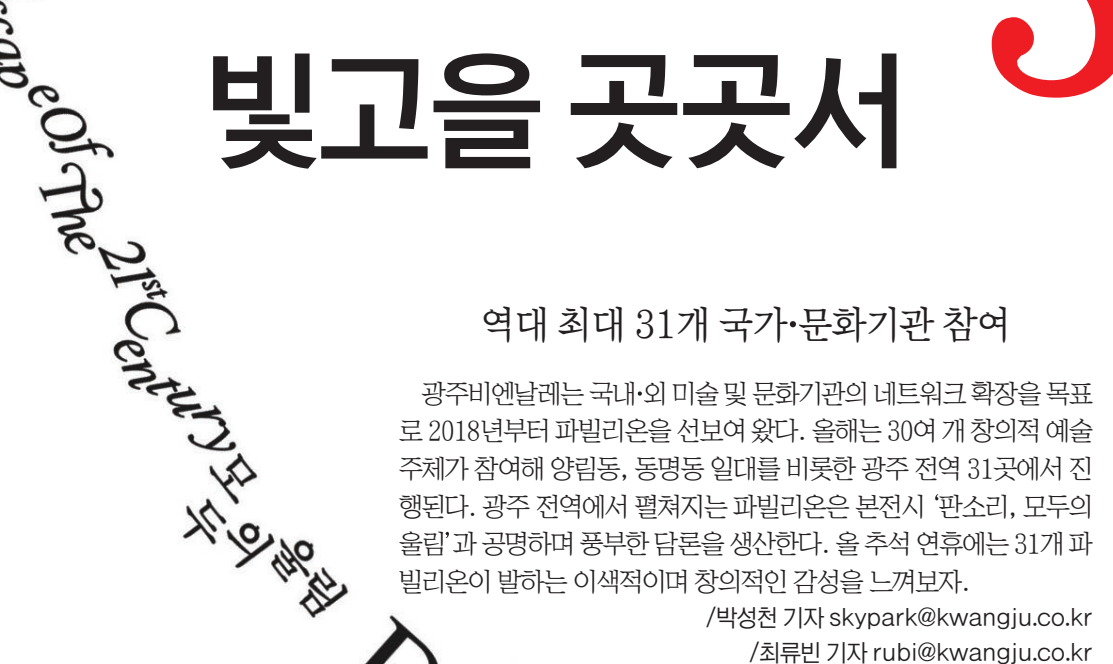 빛고을 곳곳서
eOf The 21st Century 모두의울림
역대 최대 31개 국가•문화기관 참여
광주비엔날레는 국내•외 미술 및 문화기관의 네트워크 확장을 목표
로 2018년부터 파빌리온을 선보여 왔다. 올해는 30여 개 창의적 예술
주체가 참여해 양림동, 동명동 일대를 비롯한 광주 전역 31곳에서 진
행된다. 광주 전역에서 펼쳐지는 파빌리온은 본전시 ‘판소리, 모두의
울림’과 공명하며 풍부한 담론을 생산한다. 올 추석 연휴에는 31개 파
빌리온이 발하는 이색적이며 창의적인 감성을 느껴보자.
/박성천 기자 skypark@kwangju.co.kr
/최류빈 기자 rubi@kwangju.co.kr